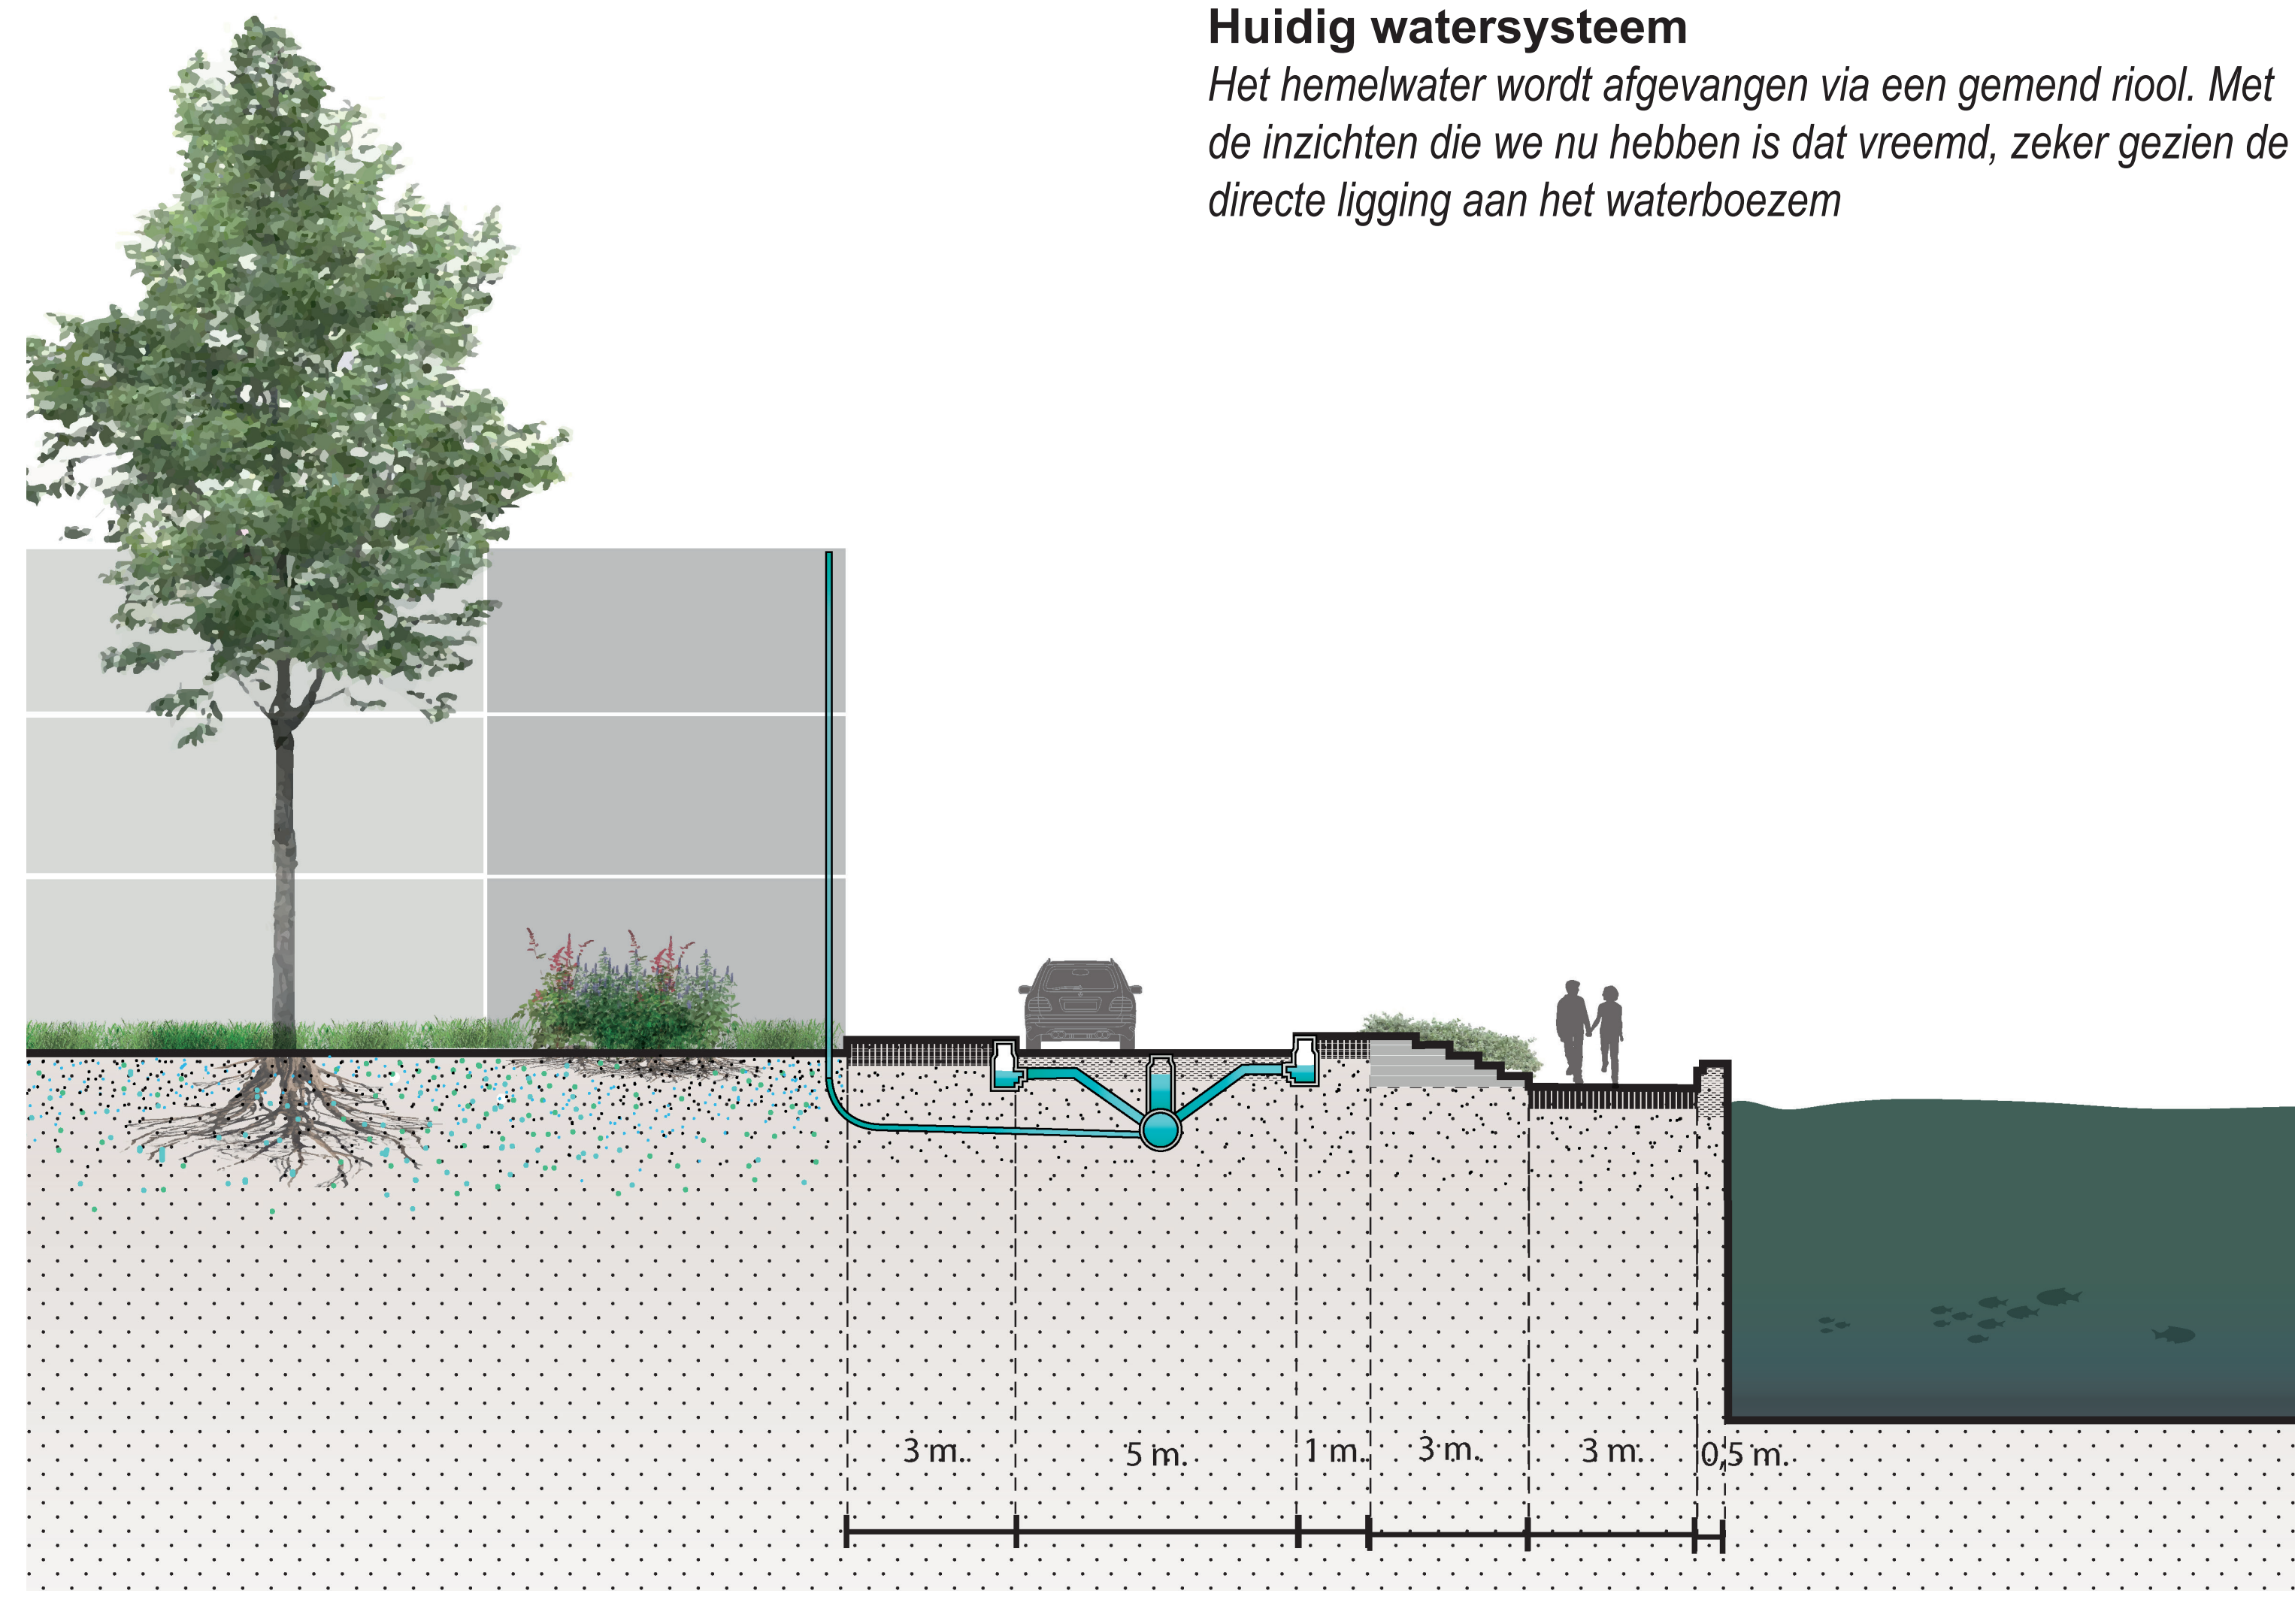 Huidig watersysteem
Het hemelwater wordt afgevangen via een gemend riool. Met
de inzichten die we nu hebben is dat vreemd, zeker gezien de
directe ligging aan het waterboezem
3 m.
5 m.
1 m.
3 m.
3 m.
0,5 m.